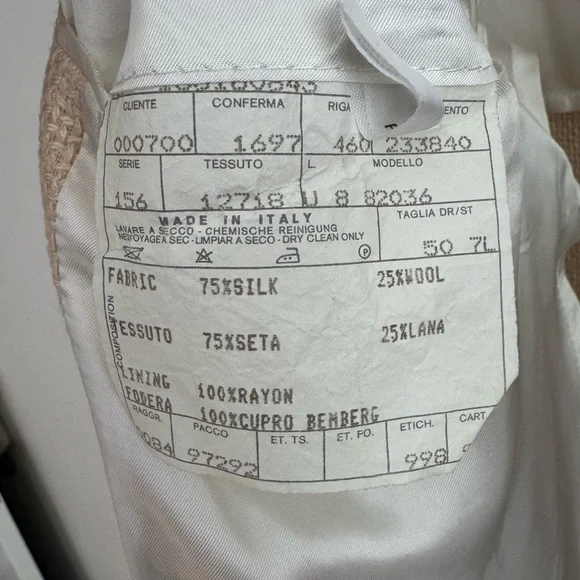 CLIENTE CONFERMA RIGA
000700 1697 460 233840
SERIE TESSUTO L. MODELLO
156 12718 U 8 82036
MADE IN ITALY TAGLIA DR/ST
LAVARE A SECCO - CHEMISCHE REINIGUNG
NETTOYAGE A SEC - LIMPIAR A SECO - DRY CLEAN ONLY
50 7L
COMPOSITION
FABRIC 75%SILK 25%WOOL
TESSUTO 75%SETA 25%LANA
LINING 100%RAYON
FODERA 100%CUPRO BEMBERG
RAGGR. PACCO ET. TS. ET. FO. ETICH. CART.
97292 998